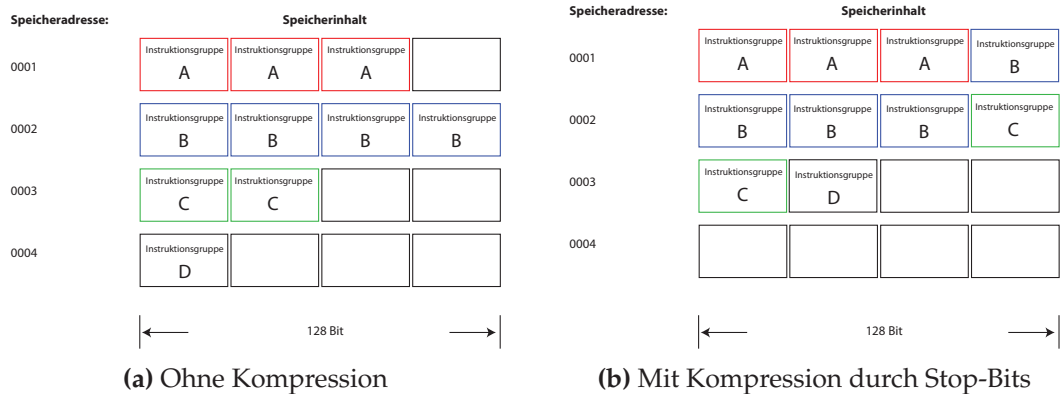 Speicheradresse: Speicherinhalt
0001 Instruktionsgruppe A Instruktionsgruppe A Instruktionsgruppe A
0002 Instruktionsgruppe B Instruktionsgruppe B Instruktionsgruppe B Instruktionsgruppe B
0003 Instruktionsgruppe C Instruktionsgruppe C
0004 Instruktionsgruppe D
128 Bit
(a) Ohne Kompression
Speicheradresse: Speicherinhalt
0001 Instruktionsgruppe A Instruktionsgruppe A Instruktionsgruppe A Instruktionsgruppe B
0002 Instruktionsgruppe B Instruktionsgruppe B Instruktionsgruppe B Instruktionsgruppe C
0003 Instruktionsgruppe C Instruktionsgruppe D
0004
128 Bit
(b) Mit Kompression durch Stop-Bits